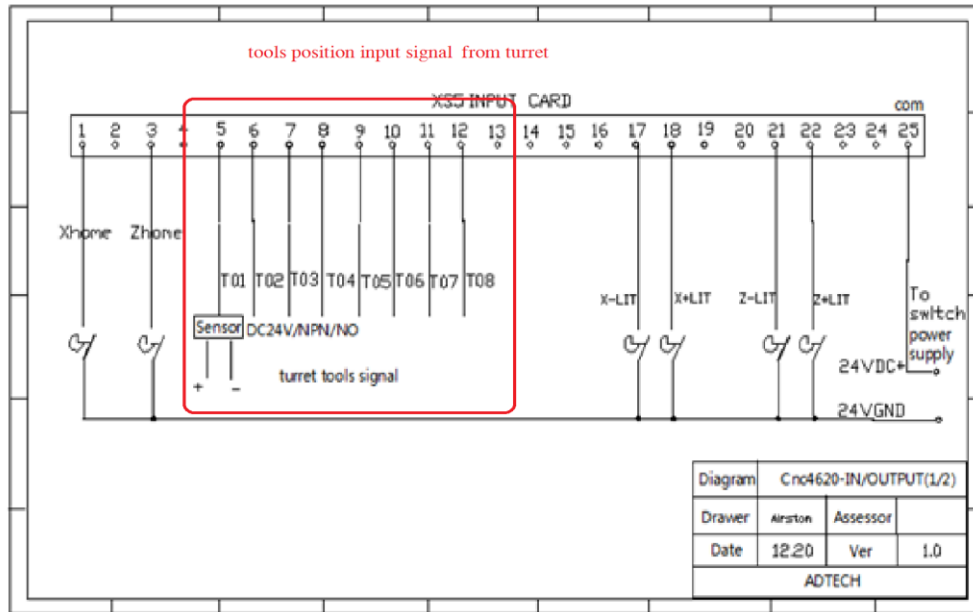 tools position input signal from turret
XS5 INPUT CARD
com
1 2 3 4 5 6 7 8 9 10 11 12 13 14 15 16 17 18 19 20 21 22 23 24 25
Xhome Zhome
T01 T02 T03 T04 T05 T06 T07 T08
X-LIT X+LIT Z-LIT Z+LIT
To
switch
power
supply
Sensor DC24V/NPN/NO
+ -
turret tools signal
24VDC+
24VGND
Diagram Cnc4620-IN/OUTPUT(1/2)
Drawer Airston Assessor
Date 12.20 Ver 1.0
ADTECH